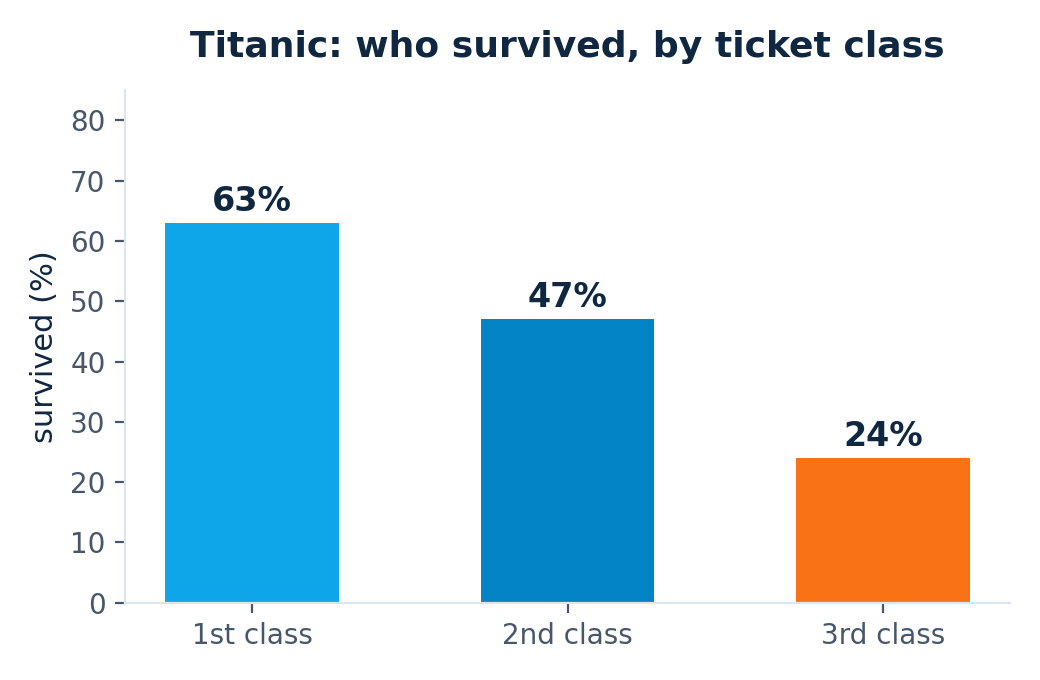 Titanic: who survived, by ticket class
survived (%)
80
70
60
50
40
30
20
10
0
63%
47%
24%
1st class
2nd class
3rd class